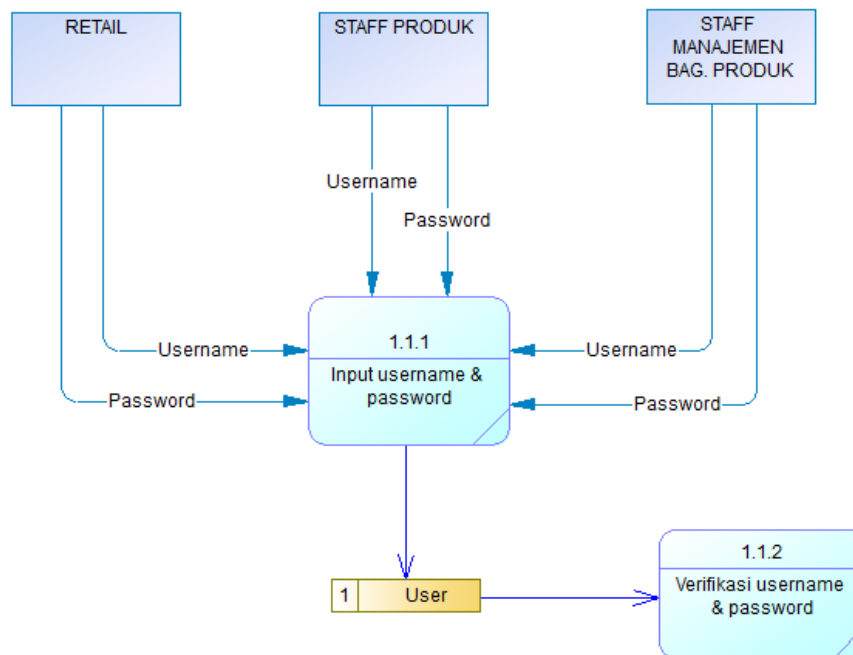 RETAIL
STAFF PRODUK
STAFF
MANAJEMEN
BAG. PRODUK
Username
Password
1.1.1
Input username &
password
Username
Password
Username
Password
1.1.2
Verifikasi username
& password
1
User